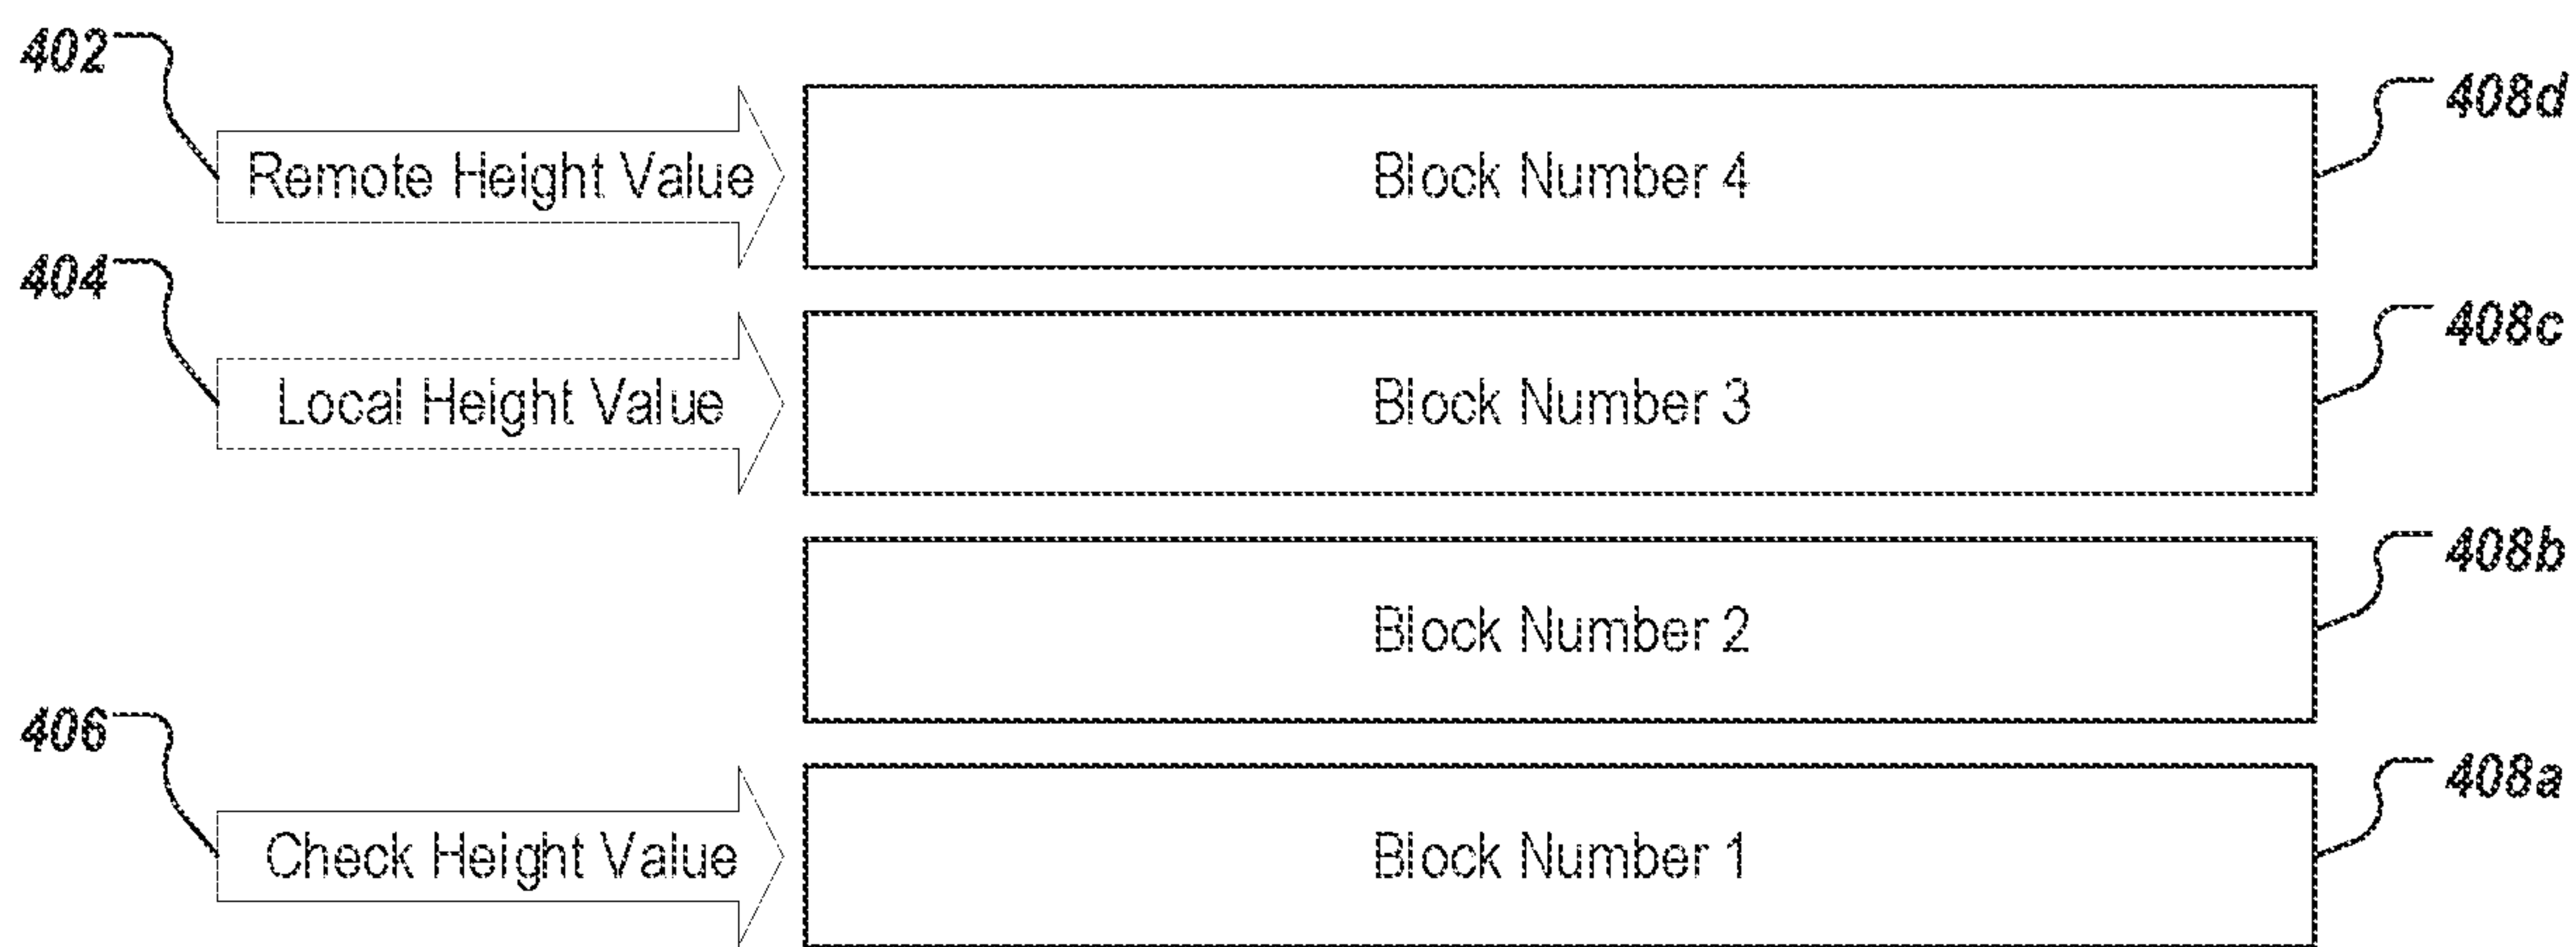 402
Remote Height Value
Block Number 4
408d
404
Local Height Value
Block Number 3
408c
Block Number 2
408b
406
Check Height Value
Block Number 1
408a